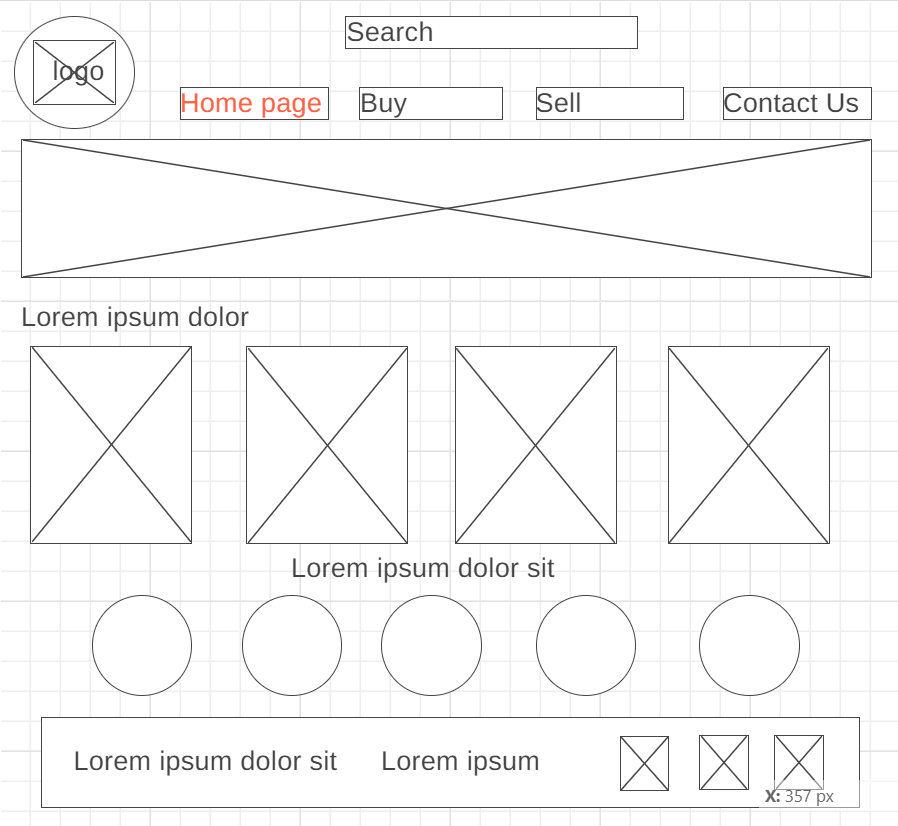 Search
logo
Home page
Buy
Sell
Contact Us
Lorem ipsum dolor
Lorem ipsum dolor sit
Lorem ipsum dolor sit
Lorem ipsum
X: 357 px